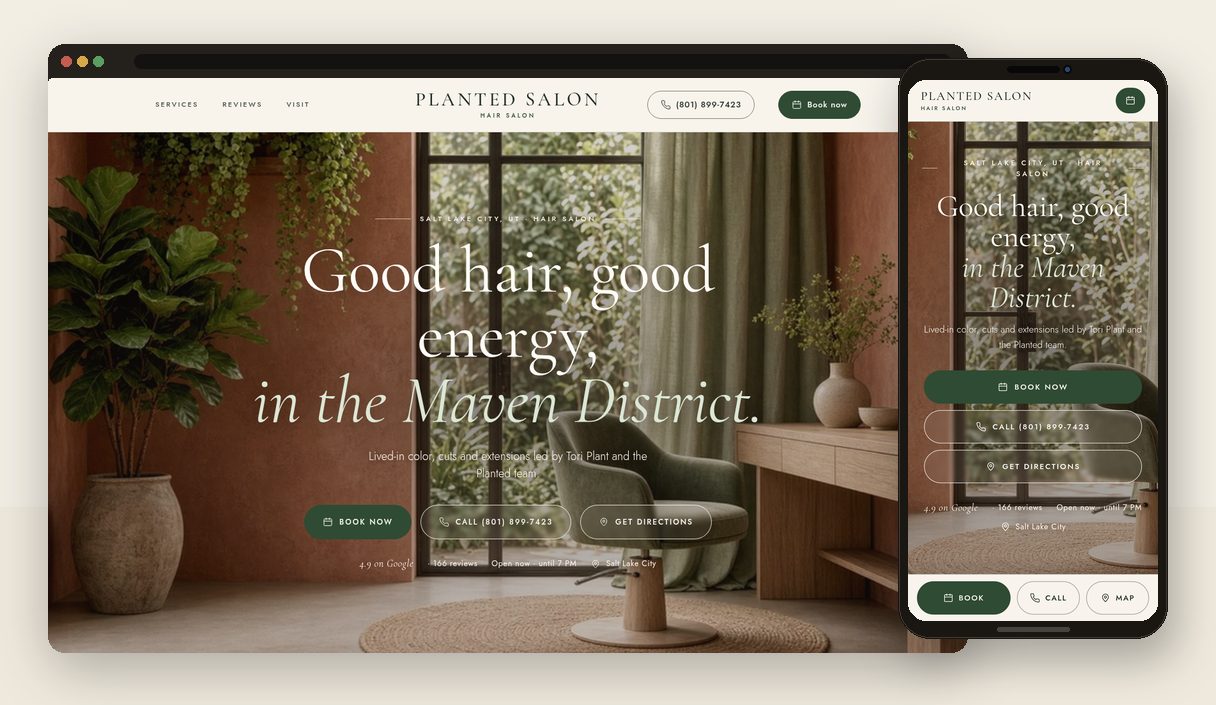 SERVICES
REVIEWS
VISIT
PLANTED SALON
HAIR SALON
(801) 899-7423
Book now
SALT LAKE CITY, UT · HAIR SALON
Good hair, good
energy,
in the Maven District.
Lived-in color, cuts and extensions led by Tori Plant and the
Planted team.
BOOK NOW
CALL (801) 899-7423
GET DIRECTIONS
4.9 on Google · 166 reviews Open now · until 7 PM Salt Lake City
PLANTED SALON
HAIR SALON
SALT LAKE CITY, UT · HAIR
SALON
Good hair, good
energy,
in the Maven
District.
Lived-in color, cuts and extensions led by Tori Plant and
the Planted team.
BOOK NOW
CALL (801) 899-7423
GET DIRECTIONS
4.9 on Google · 166 reviews Open now · until 7 PM
Salt Lake City
BOOK
CALL
MAP